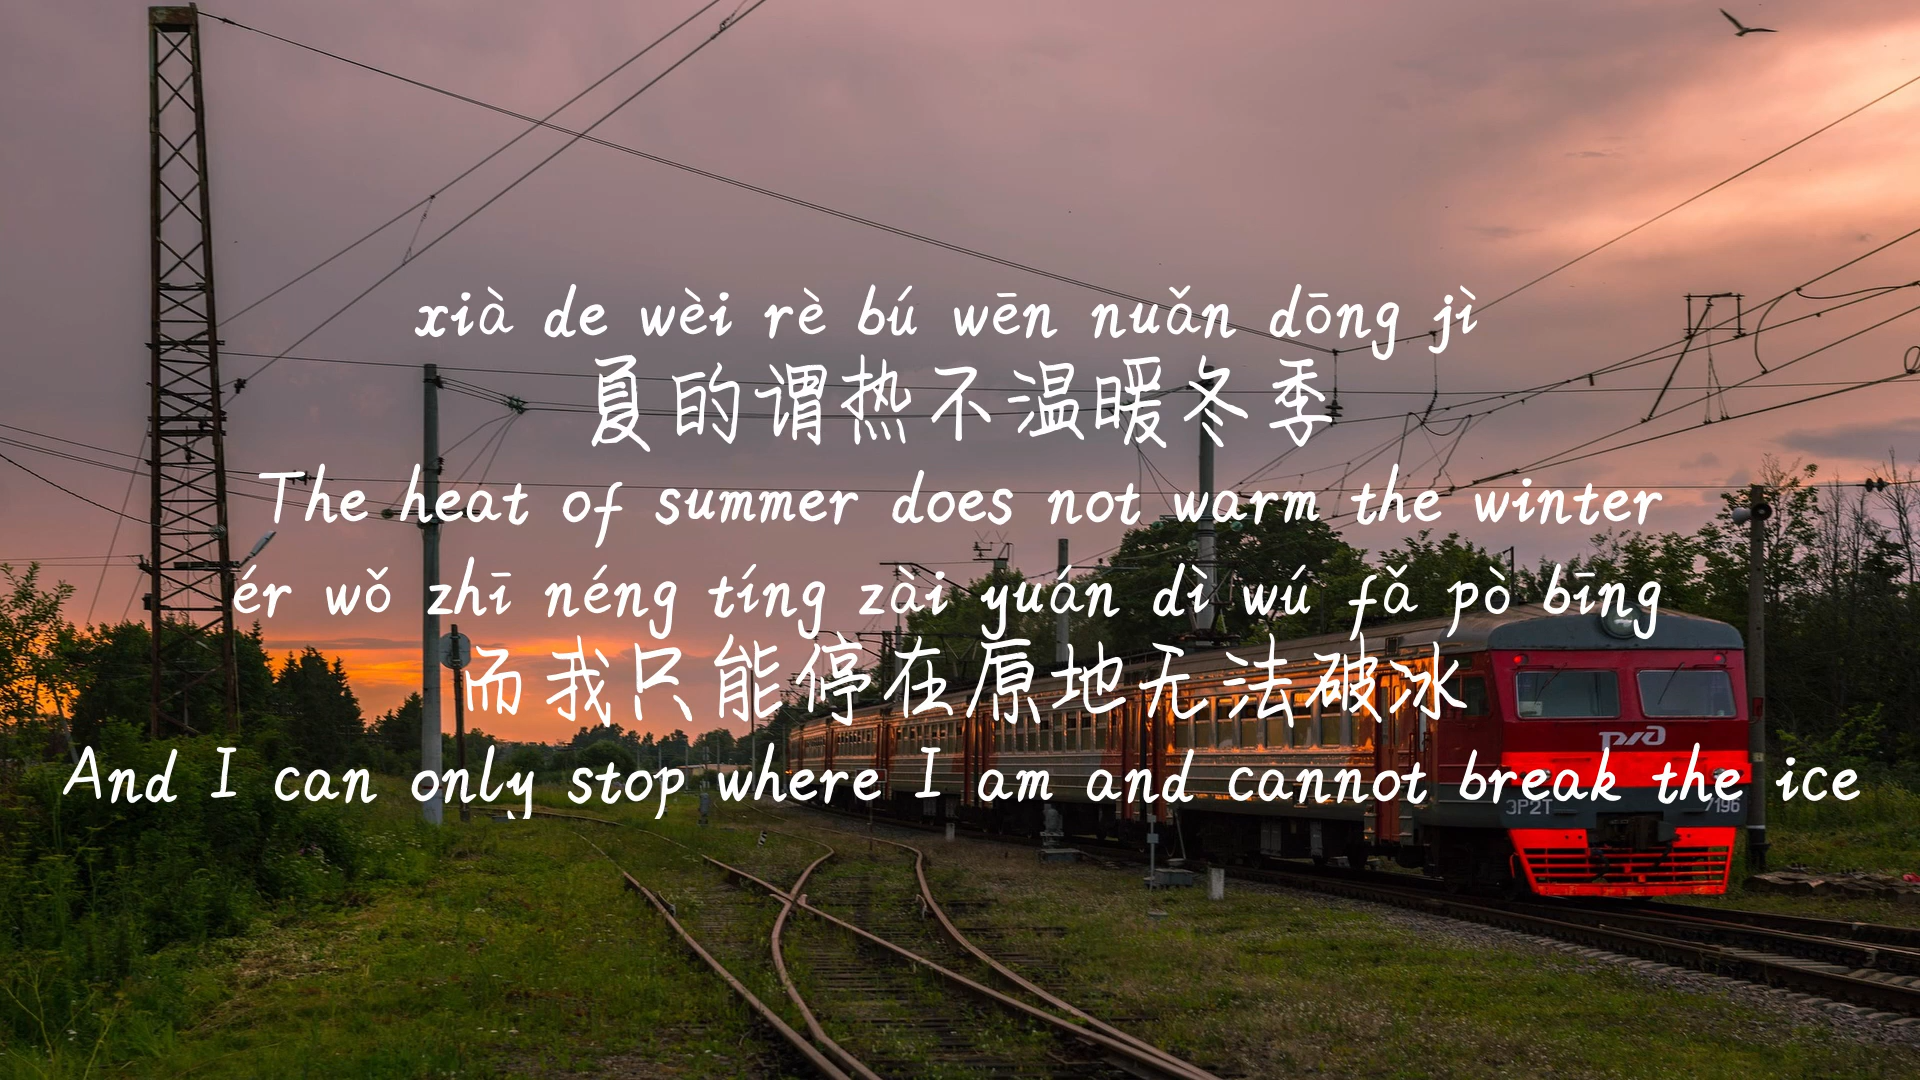 xià de wèi rè bú wēn nuǎn dōng jì
夏的谓热不温暖冬季
The heat of summer does not warm the winter
ér wǒ zhī néng tíng zài yuán dì wú fǎ pò bīng
而我只能停在原地无法破冰
And I can only stop where I am and cannot break the ice
рпд
ЭР2Т 7196